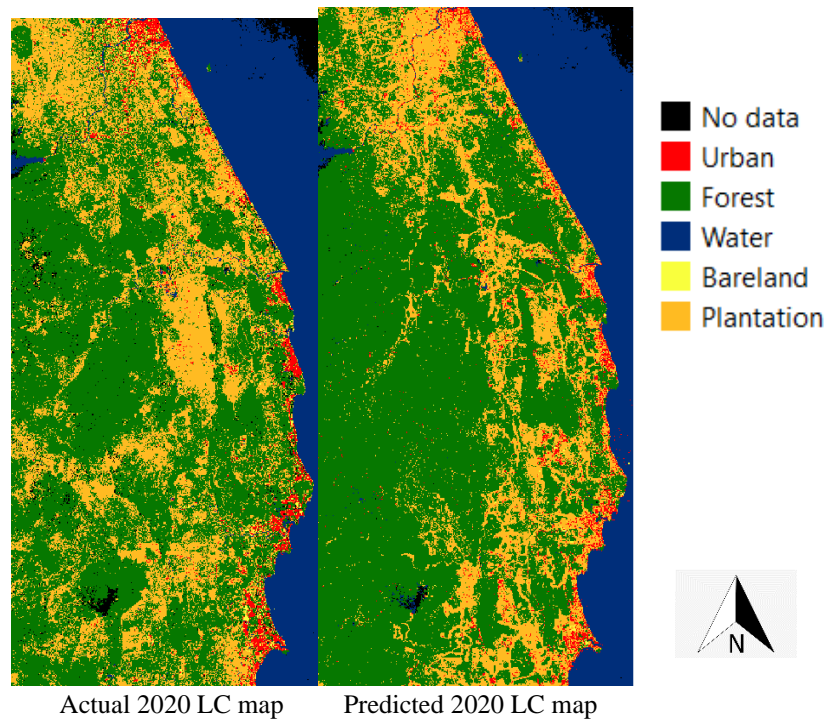 No data
Urban
Forest
Water
Bareland
Plantation
N
Actual 2020 LC map
Predicted 2020 LC map